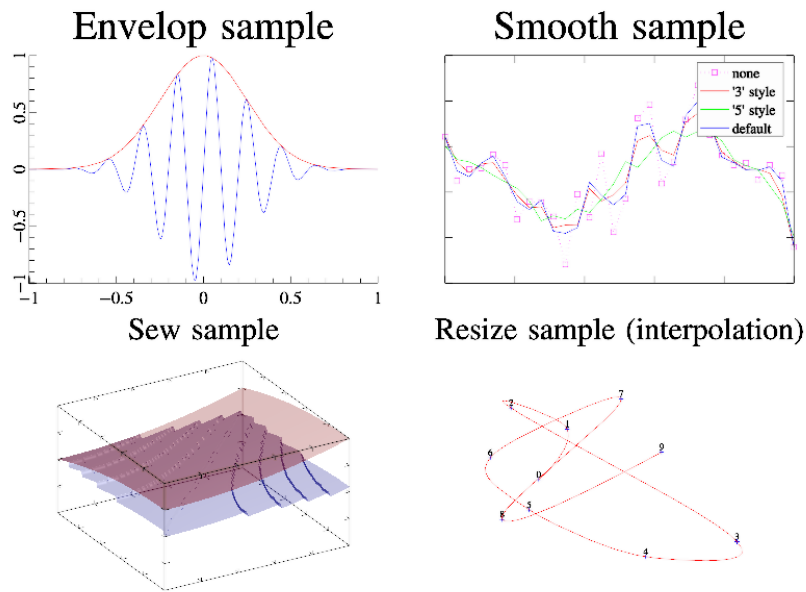 Envelop sample
Smooth sample
1
0.5
0
−0.5
−1
−1
−0.5
0
0.5
1
none
'3' style
'5' style
default
Sew sample
Resize sample (interpolation)
7
2
1
9
6
0
5
8
3
4